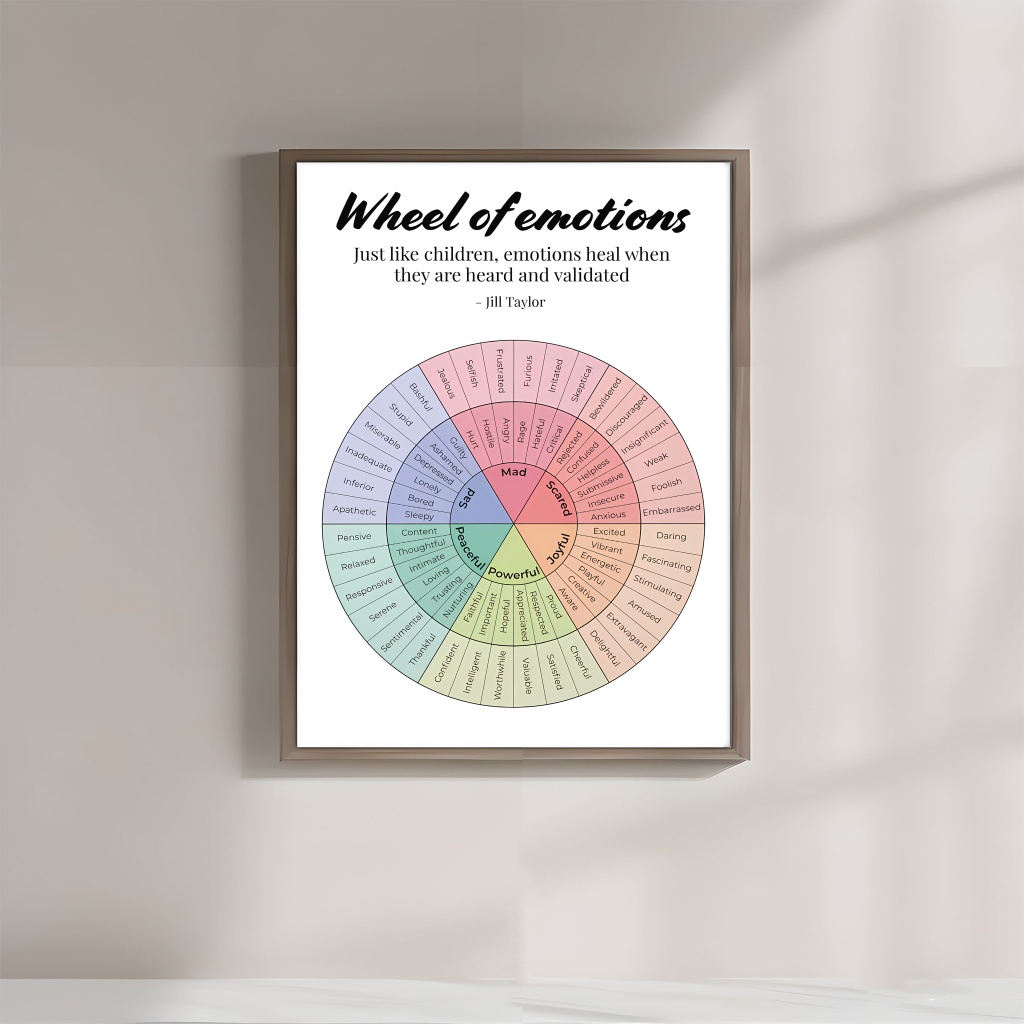 Wheel of emotions
Just like children, emotions heal when
they are heard and validated
– Jill Taylor
Mad
Scared
Joyful
Powerful
Peaceful
Sad
Hurt
Hostile
Angry
Rage
Hateful
Critical
Rejected
Confused
Helpless
Submissive
Insecure
Anxious
Excited
Vibrant
Energetic
Playful
Creative
Aware
Proud
Respected
Appreciated
Hopeful
Important
Faithful
Nurturing
Trusting
Loving
Intimate
Thoughtful
Content
Sleepy
Bored
Lonely
Depressed
Ashamed
Guilty
Jealous
Selfish
Frustrated
Furious
Irritated
Skeptical
Bewildered
Discouraged
Insignificant
Weak
Foolish
Embarrassed
Daring
Fascinating
Stimulating
Amused
Extravagant
Delightful
Cheerful
Satisfied
Valuable
Worthwhile
Intelligent
Confident
Thankful
Sentimental
Serene
Responsive
Relaxed
Pensive
Apathetic
Inferior
Inadequate
Miserable
Stupid
Bashful